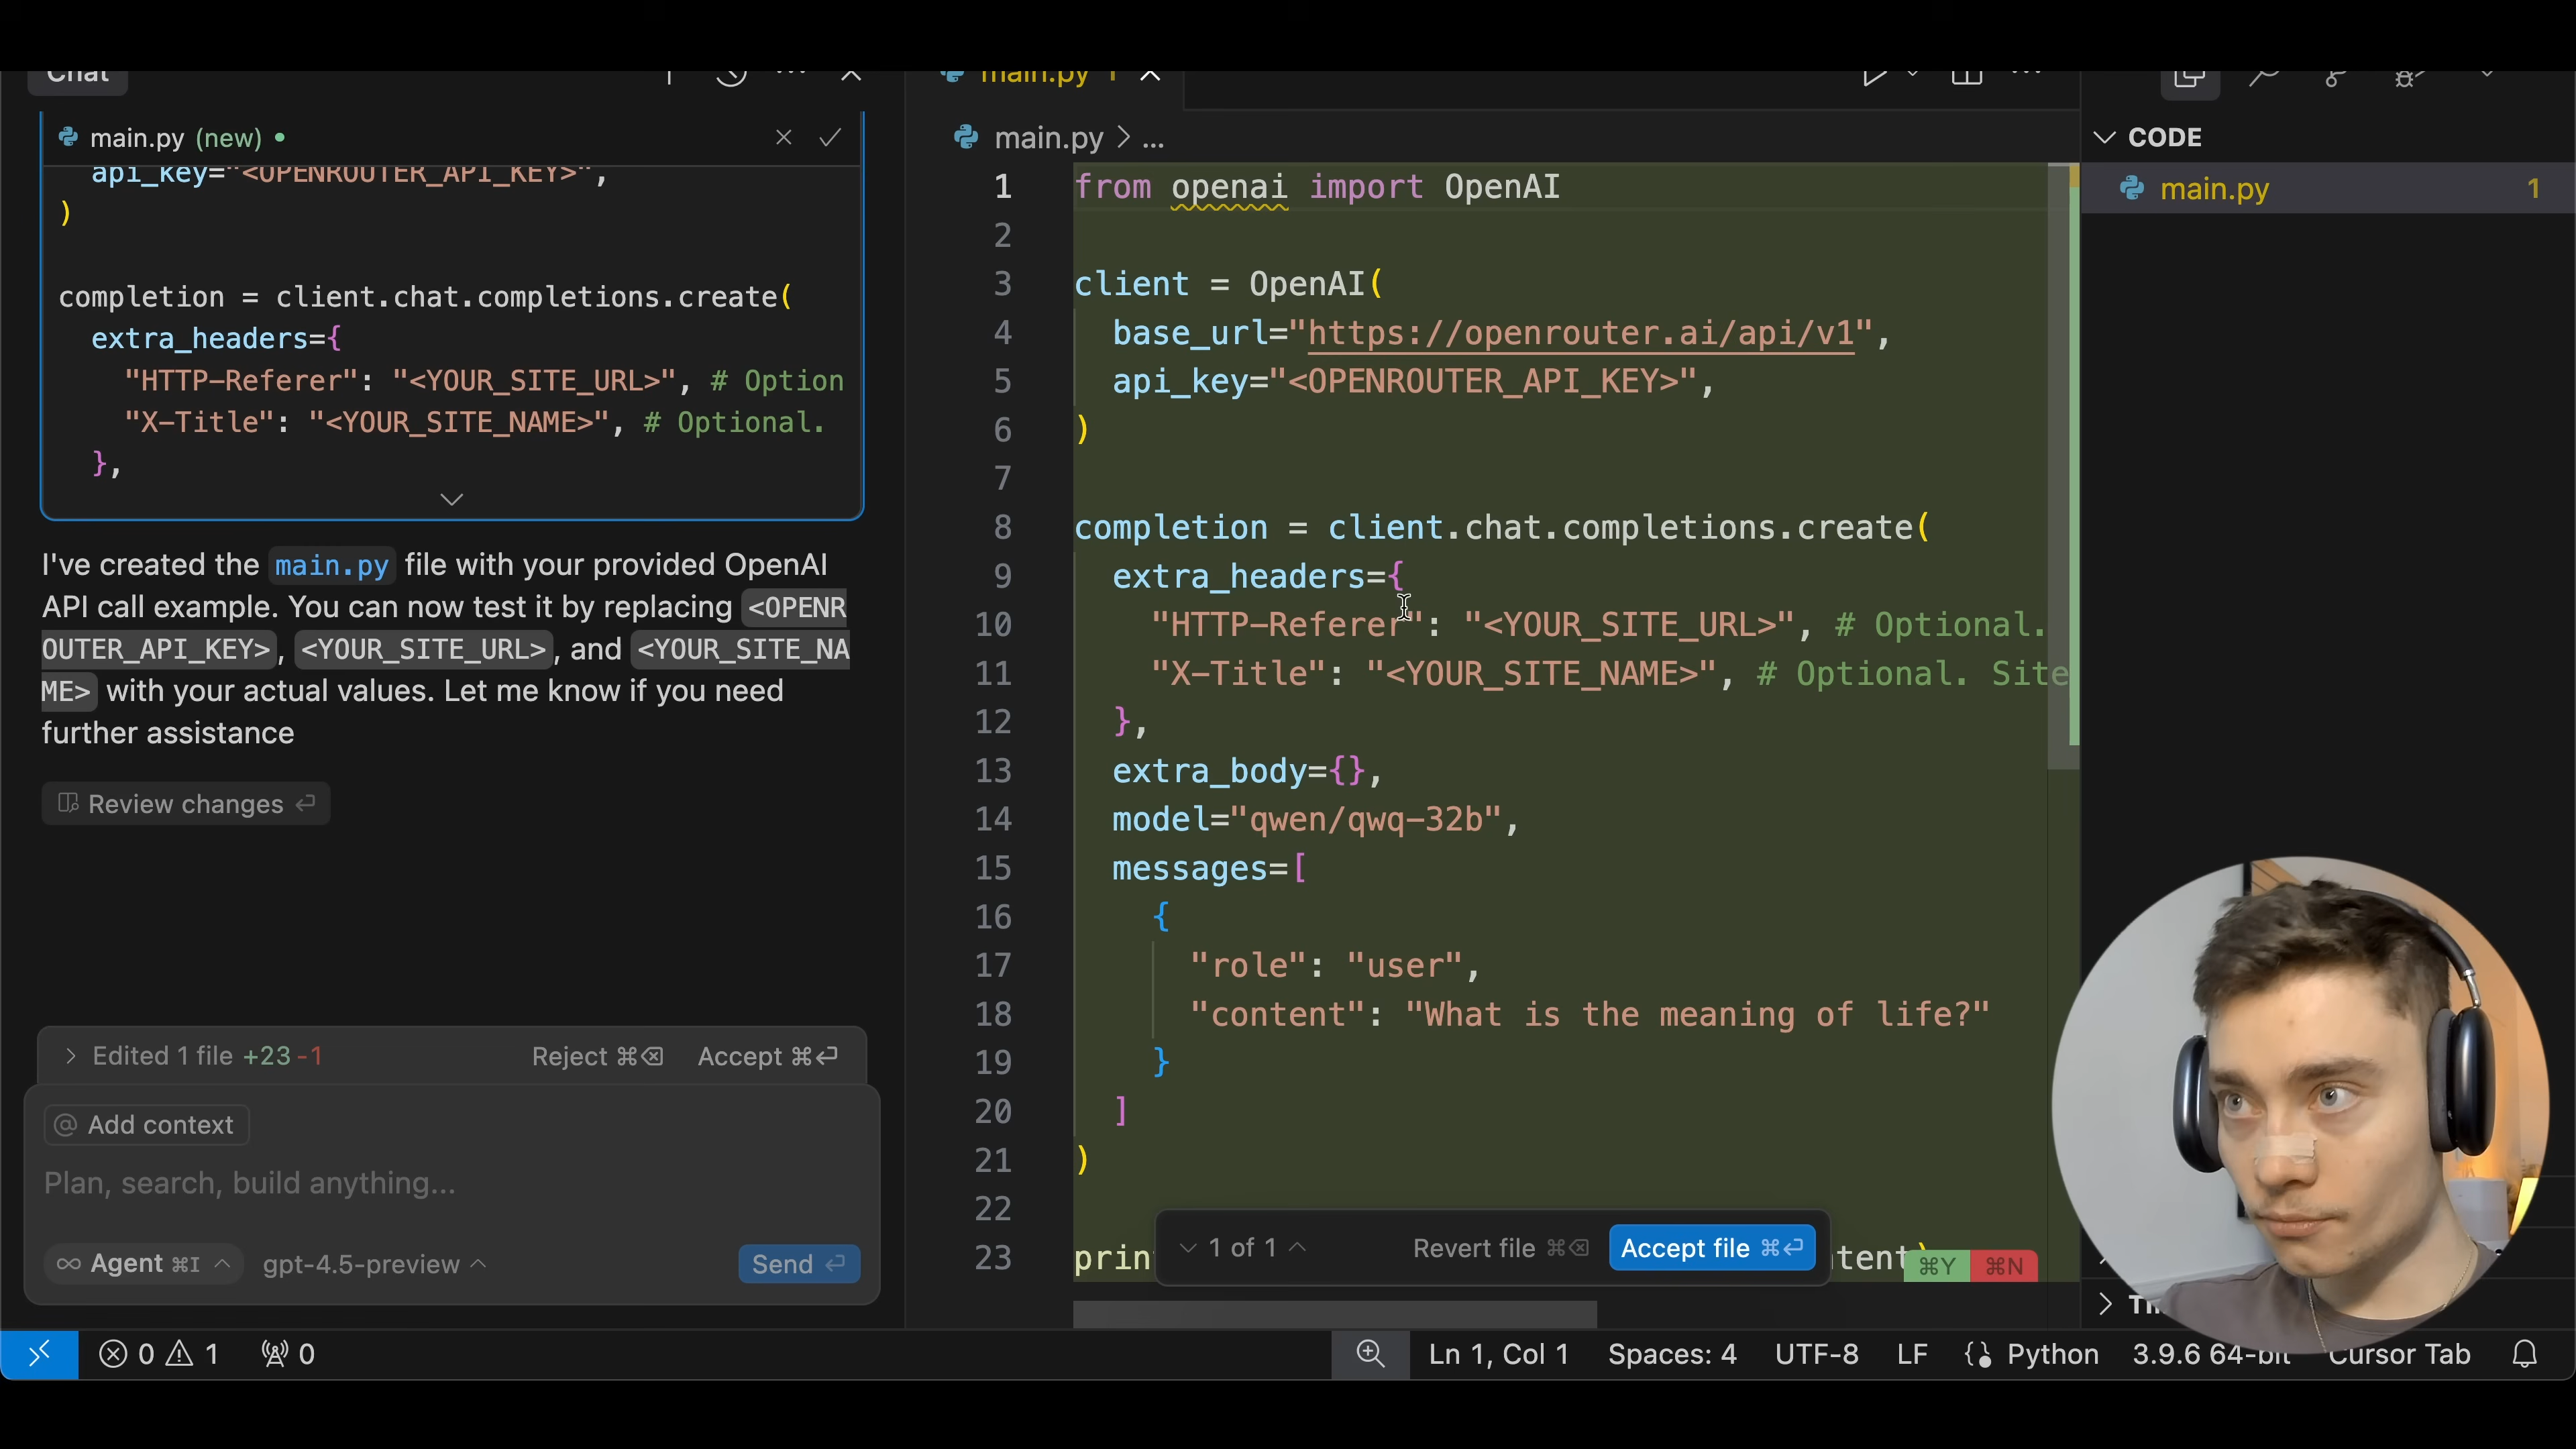 Chat
main.py (new)
api_key="<OPENROUTER_API_KEY>",
)
completion = client.chat.completions.create(
extra_headers={
"HTTP-Referer": "<YOUR_SITE_URL>", # Option
"X-Title": "<YOUR_SITE_NAME>", # Optional.
},
I've created the main.py file with your provided OpenAI
API call example. You can now test it by replacing <OPENR
OUTER_API_KEY>, <YOUR_SITE_URL>, and <YOUR_SITE_NA
ME> with your actual values. Let me know if you need
further assistance
Review changes
Edited 1 file +23 -1 Reject ⌘⌫ Accept ⌘⏎
@ Add context
Plan, search, build anything...
Agent ⌘I gpt-4.5-preview Send
main.py 1
main.py > ...
1 from openai import OpenAI
2
3 client = OpenAI(
4 base_url="https://openrouter.ai/api/v1",
5 api_key="<OPENROUTER_API_KEY>",
6 )
7
8 completion = client.chat.completions.create(
9 extra_headers={
10 "HTTP-Referer": "<YOUR_SITE_URL>", # Optional.
11 "X-Title": "<YOUR_SITE_NAME>", # Optional. Site
12 },
13 extra_body={},
14 model="qwen/qwq-32b",
15 messages=[
16 {
17 "role": "user",
18 "content": "What is the meaning of life?"
19 }
20 ]
21 )
22
23 prin tent)
1 of 1 Revert file ⌘⌫ Accept file ⌘⏎
⌘Y ⌘N
CODE
main.py 1
0 1 0 Ln 1, Col 1 Spaces: 4 UTF-8 LF Python 3.9.6 64-bit Cursor Tab